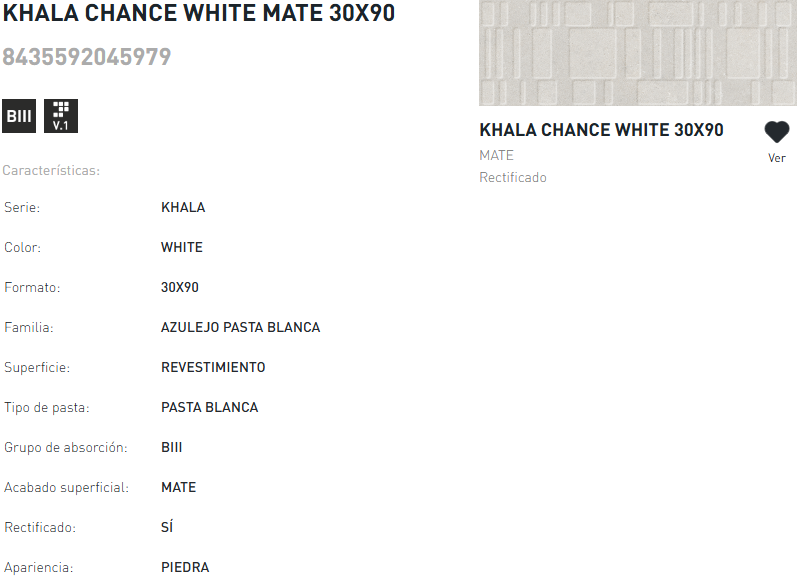 KHALA CHANCE WHITE MATE 30X90
8435592045979
BIII
V.1
Características:
Serie: KHALA
Color: WHITE
Formato: 30X90
Familia: AZULEJO PASTA BLANCA
Superficie: REVESTIMIENTO
Tipo de pasta: PASTA BLANCA
Grupo de absorción: BIII
Acabado superficial: MATE
Rectificado: SÍ
Apariencia: PIEDRA
KHALA CHANCE WHITE 30X90
MATE
Rectificado
Ver